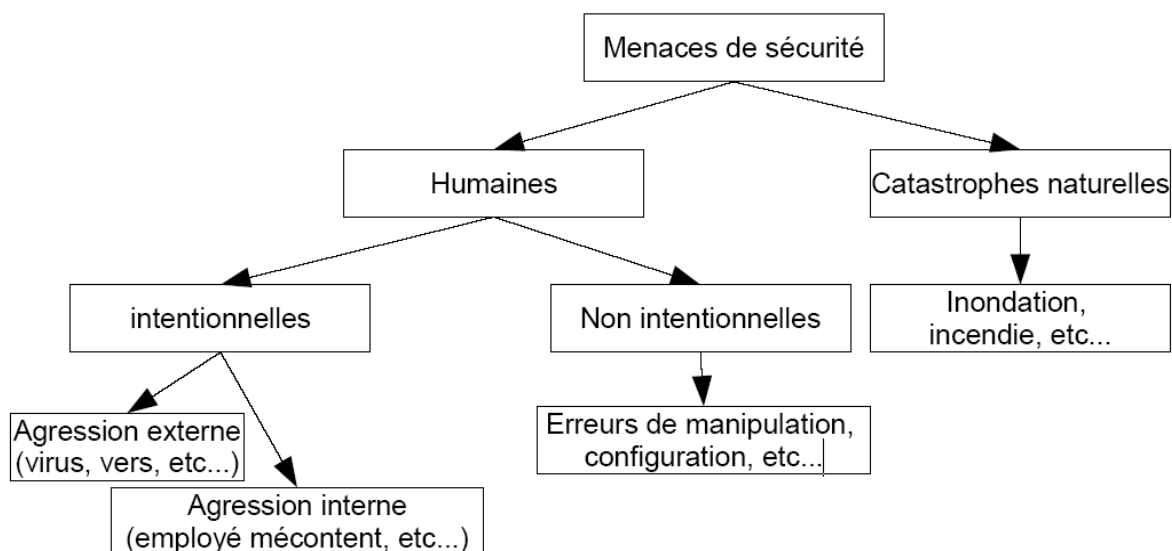 Menaces de sécurité
Humaines
Catastrophes naturelles
intentionnelles
Non intentionnelles
Inondation,
incendie, etc...
Agression externe
(virus, vers, etc...)
Erreurs de manipulation,
configuration, etc...
Agression interne
(employé mécontent, etc...)